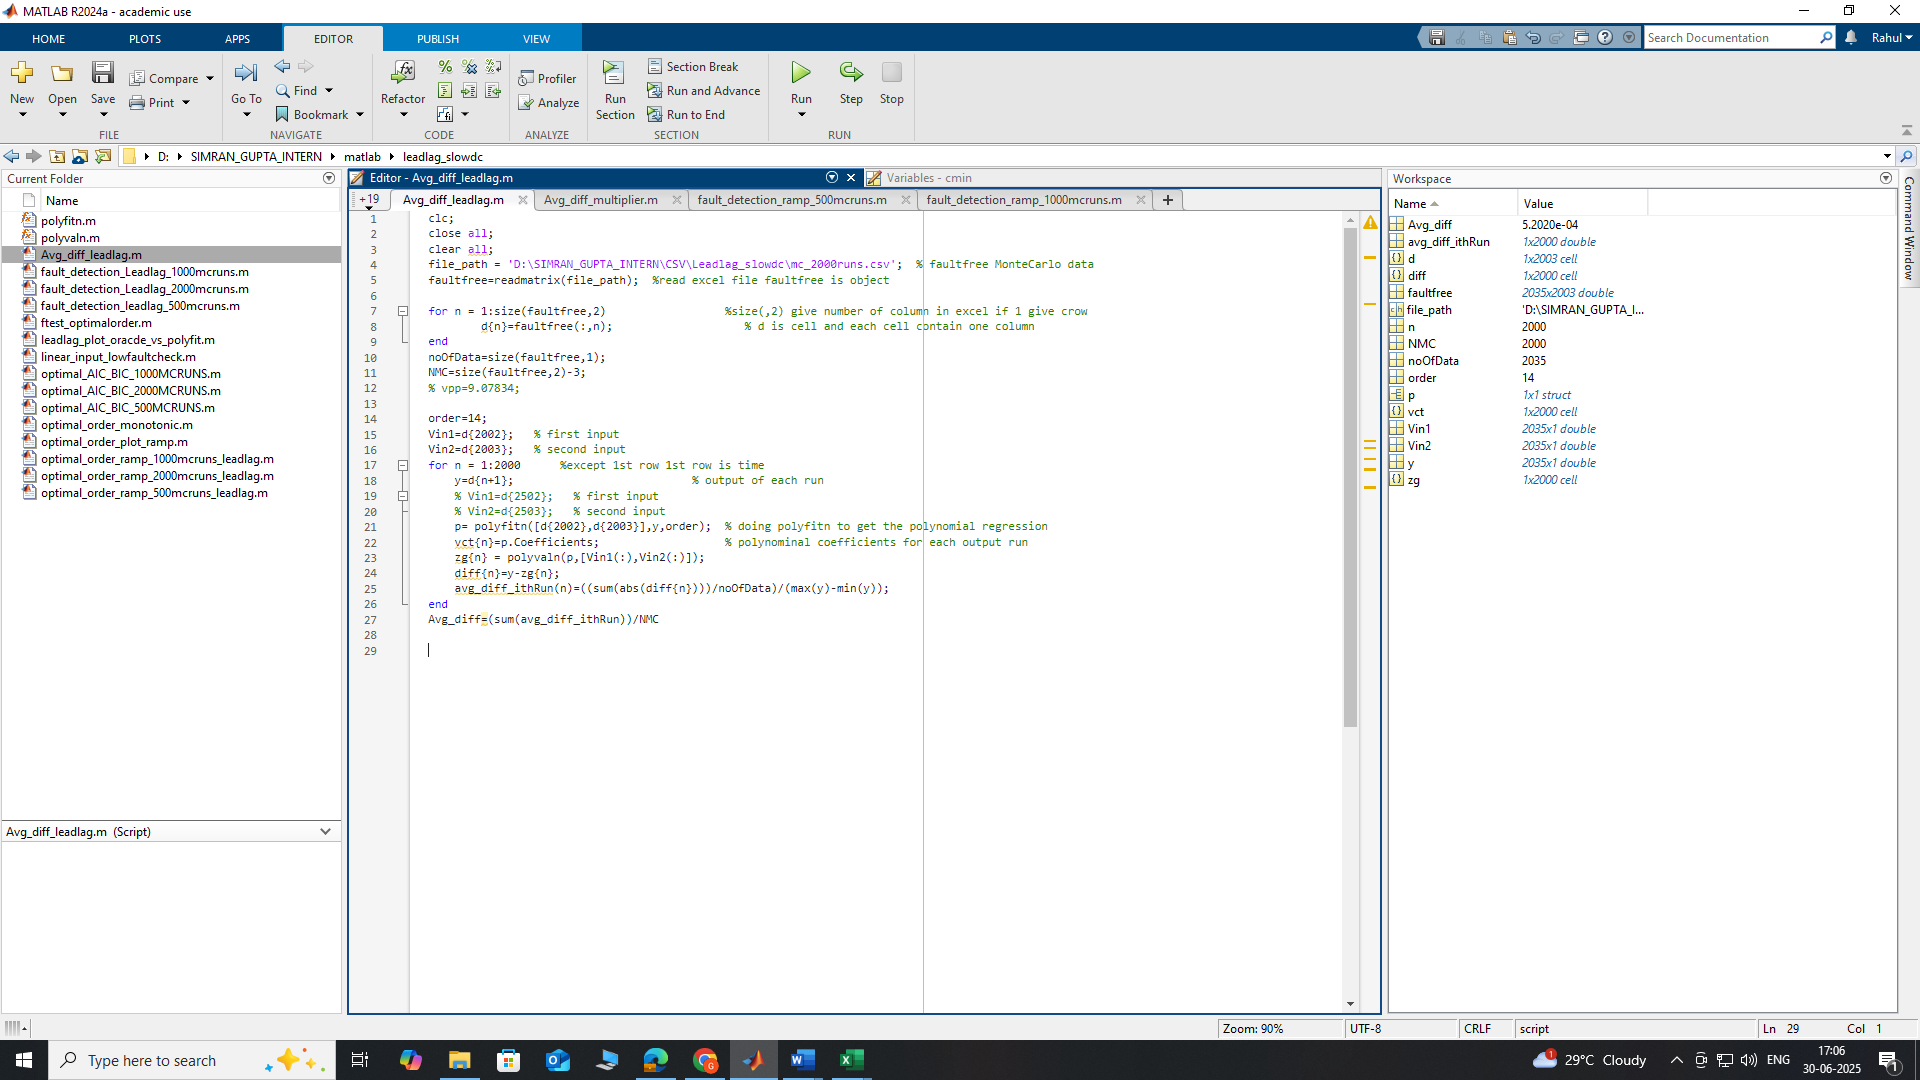 MATLAB R2024a - academic use
HOME PLOTS APPS EDITOR PUBLISH VIEW
Search Documentation
Rahul
New
Open
Save
Compare
Print
FILE
Go To
Find
Bookmark
NAVIGATE
Refactor
CODE
Profiler
Analyze
ANALYZE
Run Section
Section Break
Run and Advance
Run to End
SECTION
Run
Step
Stop
RUN
D: SIMRAN_GUPTA_INTERN matlab leadlag_slowdc
Current Folder
Name
polyfitn.m
polyvaln.m
Avg_diff_leadlag.m
fault_detection_Leadlag_1000mcruns.m
fault_detection_Leadlag_2000mcruns.m
fault_detection_leadlag_500mcruns.m
ftest_optimalorder.m
leadlag_plot_oracde_vs_polyfit.m
linear_input_lowfaultcheck.m
optimal_AIC_BIC_1000MCRUNS.m
optimal_AIC_BIC_2000MCRUNS.m
optimal_AIC_BIC_500MCRUNS.m
optimal_order_monotonic.m
optimal_order_plot_ramp.m
optimal_order_ramp_1000mcruns_leadlag.m
optimal_order_ramp_2000mcruns_leadlag.m
optimal_order_ramp_500mcruns_leadlag.m
Avg_diff_leadlag.m (Script)
Editor - Avg_diff_leadlag.m
Variables - cmin
+19 Avg_diff_leadlag.m Avg_diff_multiplier.m fault_detection_ramp_500mcruns.m fault_detection_ramp_1000mcruns.m +
1 clc;
2 close all;
3 clear all;
4 file_path = 'D:\SIMRAN_GUPTA_INTERN\CSV\Leadlag_slowdc\mc_2000runs.csv'; % faultfree MonteCarlo data
5 faultfree=readmatrix(file_path); %read excel file faultfree is object
6
7 for n = 1:size(faultfree,2) %size(,2) give number of column in excel if 1 give crow
8 d{n}=faultfree(:,n); % d is cell and each cell contain one column
9 end
10 noOfData=size(faultfree,1);
11 NMC=size(faultfree,2)-3;
12 % vpp=9.07834;
13
14 order=14;
15 Vin1=d{2002}; % first input
16 Vin2=d{2003}; % second input
17 for n = 1:2000 %except 1st row 1st row is time
18 y=d{n+1}; % output of each run
19 % Vin1=d{2502}; % first input
20 % Vin2=d{2503}; % second input
21 p= polyfitn([d{2002},d{2003}],y,order); % doing polyfitn to get the polynomial regression
22 vct{n}=p.Coefficients; % polynominal coefficients for each output run
23 zg{n} = polyvaln(p,[Vin1(:),Vin2(:)]);
24 diff{n}=y-zg{n};
25 avg_diff_ithRun(n)=((sum(abs(diff{n})))/noOfData)/(max(y)-min(y));
26 end
27 Avg_diff=(sum(avg_diff_ithRun))/NMC
28
29
Workspace
Name Value
Avg_diff 5.2020e-04
avg_diff_ithRun 1x2000 double
d 1x2003 cell
diff 1x2000 cell
faultfree 2035x2003 double
file_path 'D:\SIMRAN_GUPTA_I...
n 2000
NMC 2000
noOfData 2035
order 14
p 1x1 struct
vct 1x2000 cell
Vin1 2035x1 double
Vin2 2035x1 double
y 2035x1 double
zg 1x2000 cell
Command Window
Zoom: 90% UTF-8 CRLF script Ln 29 Col 1
Type here to search
29°C Cloudy
ENG
17:06
30-06-2025
1